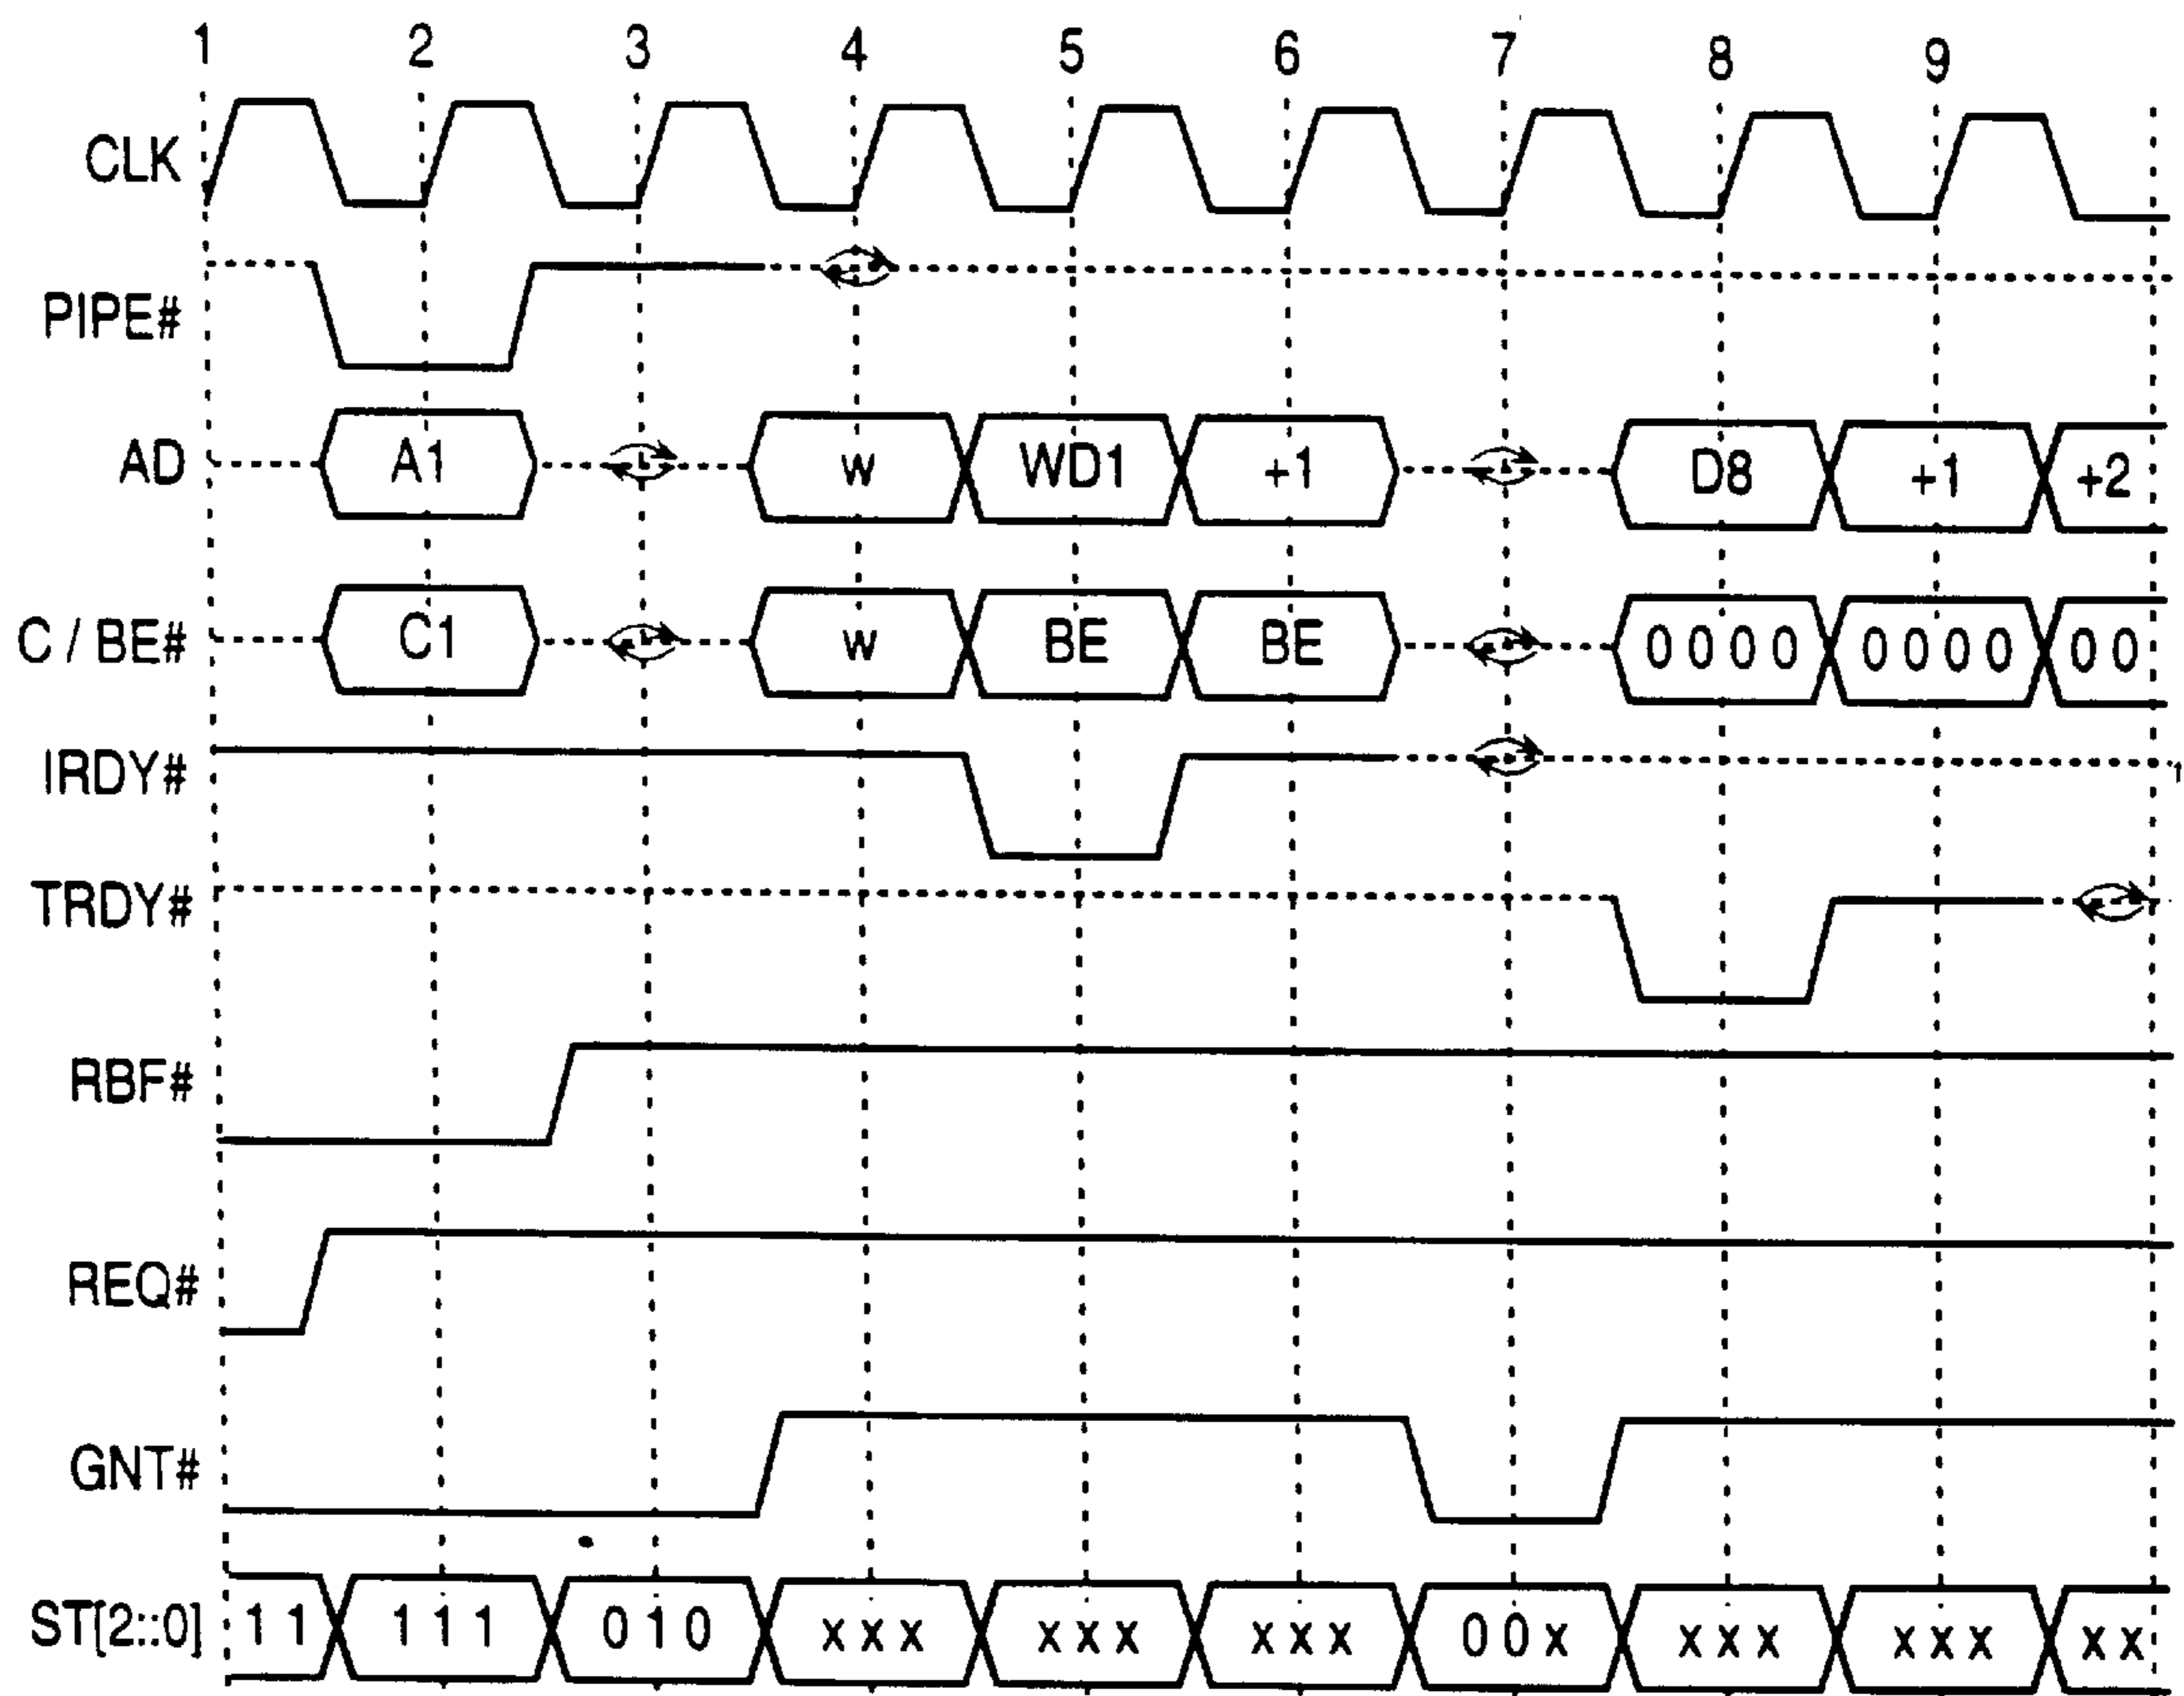 1 2 3 4 5 6 7 8 9
CLK
PIPE#
AD A1 w WD1 +1 D8 +1 +2
C / BE# C1 w BE BE 0 0 0 0 0 0 0 0 0 0
IRDY#
TRDY#
RBF#
REQ#
GNT#
ST[2::0] 1 1 1 1 1 0 1 0 x x x x x x x x x 0 0 x x x x x x x x x